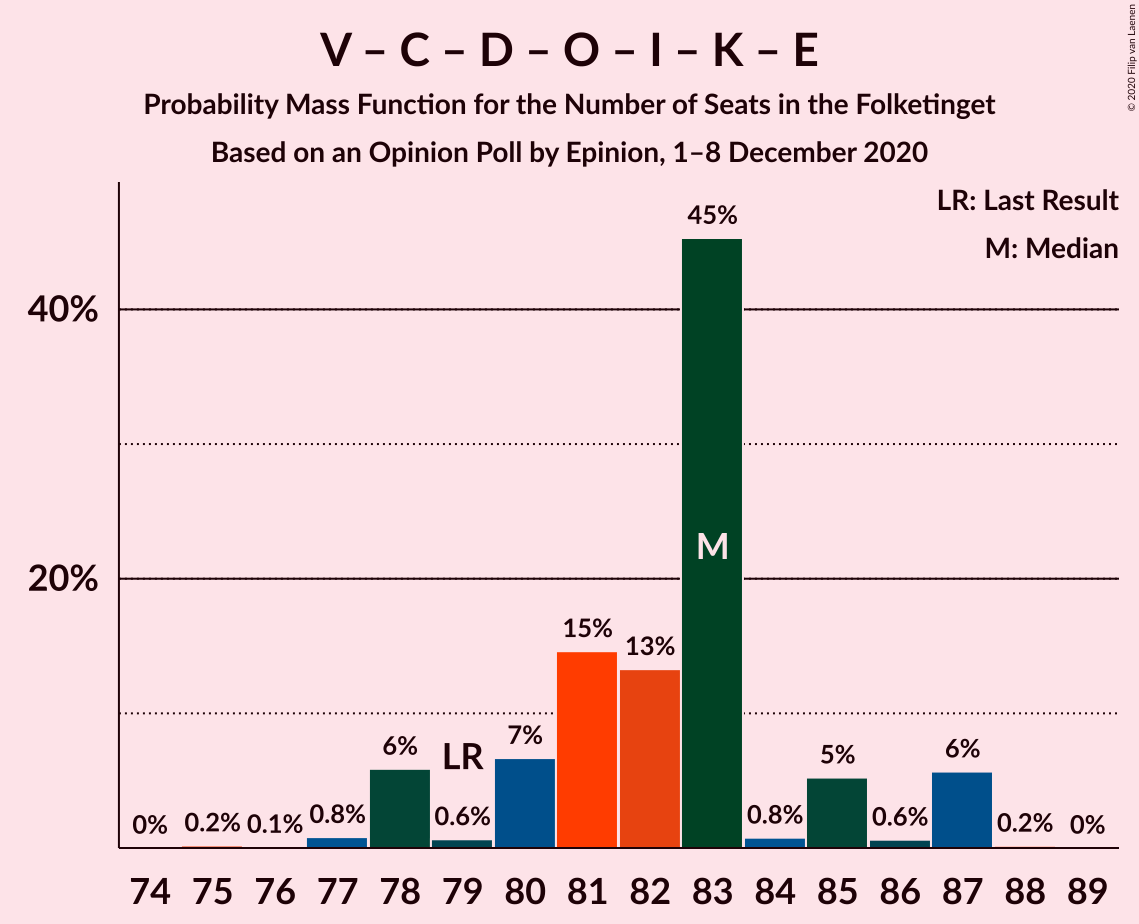 V – C – D – O – I – K – E
Probability Mass Function for the Number of Seats in the Folketinget
Based on an Opinion Poll by Epinion, 1–8 December 2020
© 2020 Filip van Laenen
LR: Last Result
M: Median
40%
20%
0%
0.2%
0.1%
0.8%
6%
0.6%
LR
7%
15%
13%
45%
M
0.8%
5%
0.6%
6%
0.2%
0%
74 75 76 77 78 79 80 81 82 83 84 85 86 87 88 89